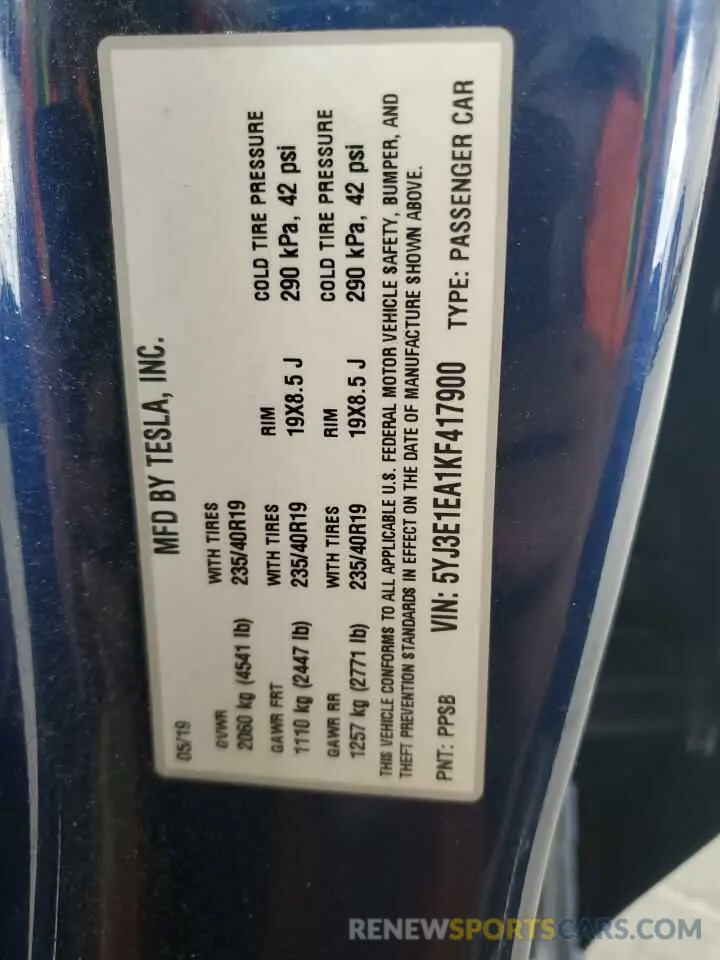 05/19 MFD BY TESLA, INC.
GVWR WITH TIRES
2060 kg (4541 lb) 235/40R19
GAWR FRT WITH TIRES RIM COLD TIRE PRESSURE
1110 kg (2447 lb) 235/40R19 19X8.5 J 290 kPa, 42 psi
GAWR RR WITH TIRES RIM COLD TIRE PRESSURE
1257 kg (2771 lb) 235/40R19 19X8.5 J 290 kPa, 42 psi
THIS VEHICLE CONFORMS TO ALL APPLICABLE U.S. FEDERAL MOTOR VEHICLE SAFETY, BUMPER, AND
THEFT PREVENTION STANDARDS IN EFFECT ON THE DATE OF MANUFACTURE SHOWN ABOVE.
PNT: PPSB VIN: 5YJ3E1EA1KF417900 TYPE: PASSENGER CAR
RENEWSPORTSCARS.COM